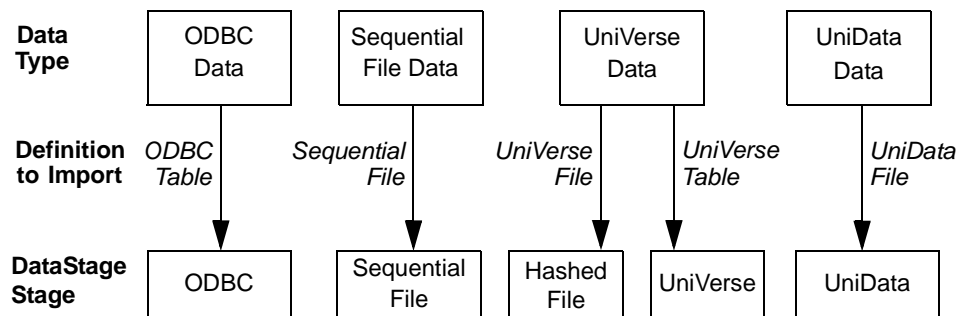 Data
Type
ODBC
Data
Sequential
File Data
UniVerse
Data
UniData
Data
Definition
to Import
ODBC
Table
Sequential
File
UniVerse
File
UniVerse
Table
UniData
File
DataStage
Stage
ODBC
Sequential
File
Hashed
File
UniVerse
UniData